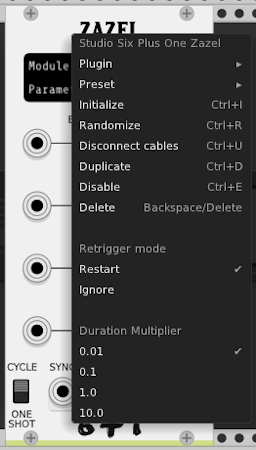 ZAZEL
Module
Parame
Studio Six Plus One Zazel
Plugin ▸
Preset ▸
Initialize Ctrl+I
Randomize Ctrl+R
Disconnect cables Ctrl+U
Duplicate Ctrl+D
Disable Ctrl+E
Delete Backspace/Delete
Retrigger mode
Restart ✔
Ignore
Duration Multiplier
0.01 ✔
0.1
1.0
10.0
CYCLE SYNC
ONE
SHOT